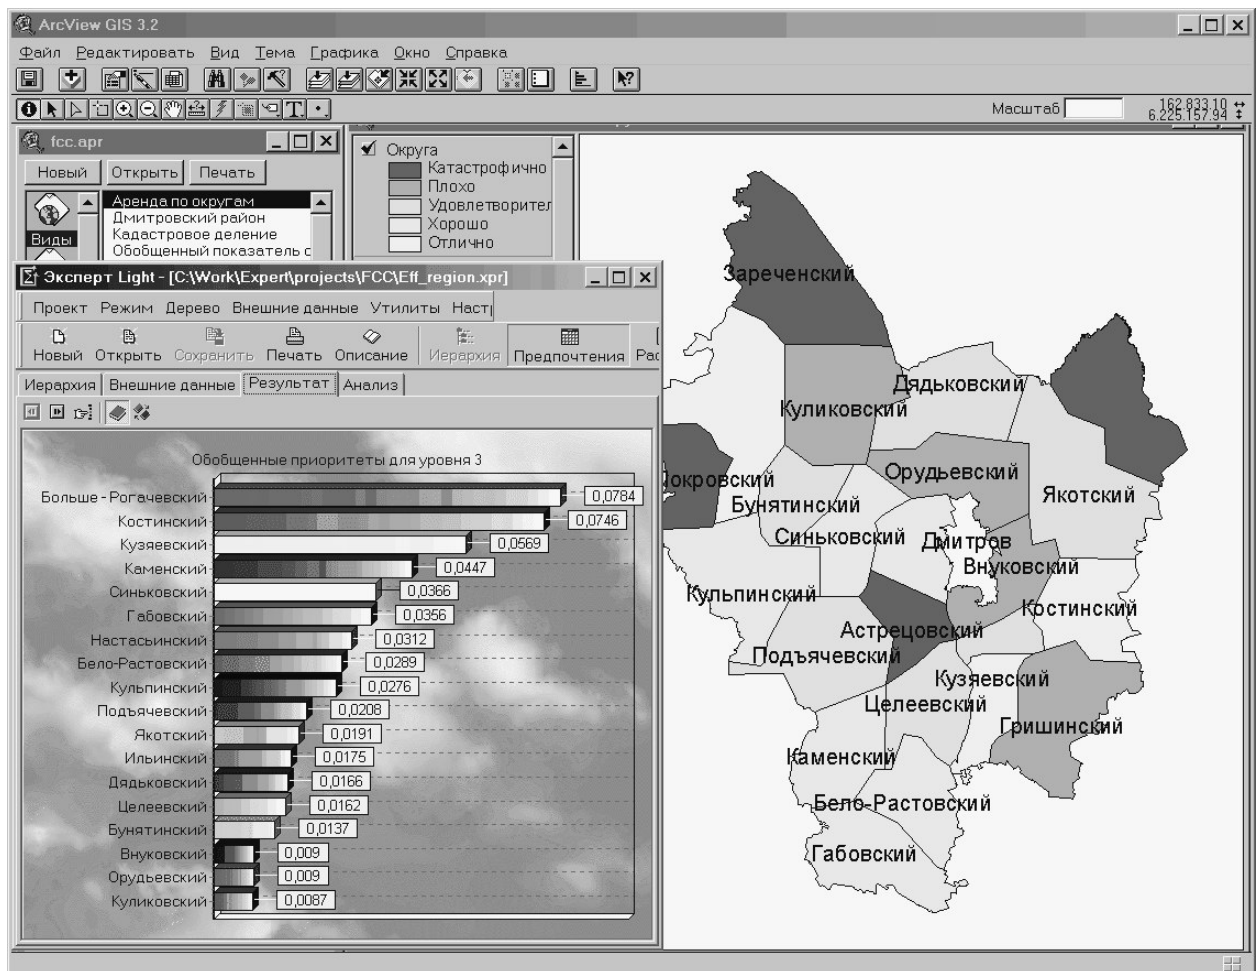 ArcView GIS 3.2
Файл Редактировать Вид Тема Графика Окно Справка
Масштаб
162.833,10
6.225.157,94
fcc.apr
Новый Открыть Печать
Виды
Аренда по округам
Дмитровский район
Кадастровое деление
Обобщенный показатель с
Округа
Катастрофично
Плохо
Удовлетворител
Хорошо
Отлично
Эксперт Light - [C:\Work\Expert\projects\FCC\Eff_region.xpr]
Проект Режим Дерево Внешние данные Утилиты Настр
Новый Открыть Сохранить Печать Описание Иерархия Предпочтения Рас
Иерархия Внешние данные Результат Анализ
Обобщенные приоритеты для уровня 3
Больше-Рогачевский 0,0784
Костинский 0,0746
Кузяевский 0,0569
Каменский 0,0447
Синьковский 0,0366
Габовский 0,0356
Настасьинский 0,0312
Бело-Растовский 0,0289
Кульпинский 0,0276
Подъячевский 0,0208
Якотский 0,0191
Ильинский 0,0175
Дядьковский 0,0166
Целеевский 0,0162
Бунятинский 0,0137
Внуковский 0,009
Орудьевский 0,009
Куликовский 0,0087
Зареченский
Дядьковский
Куликовский
Орудьевский
Покровский
Якотский
Бунятинский
Синьковский
Дмитров
Внуковский
Кульпинский
Костинский
Астрецовский
Подъячевский
Кузяевский
Целеевский
Гришинский
Каменский
Бело-Растовский
Габовский